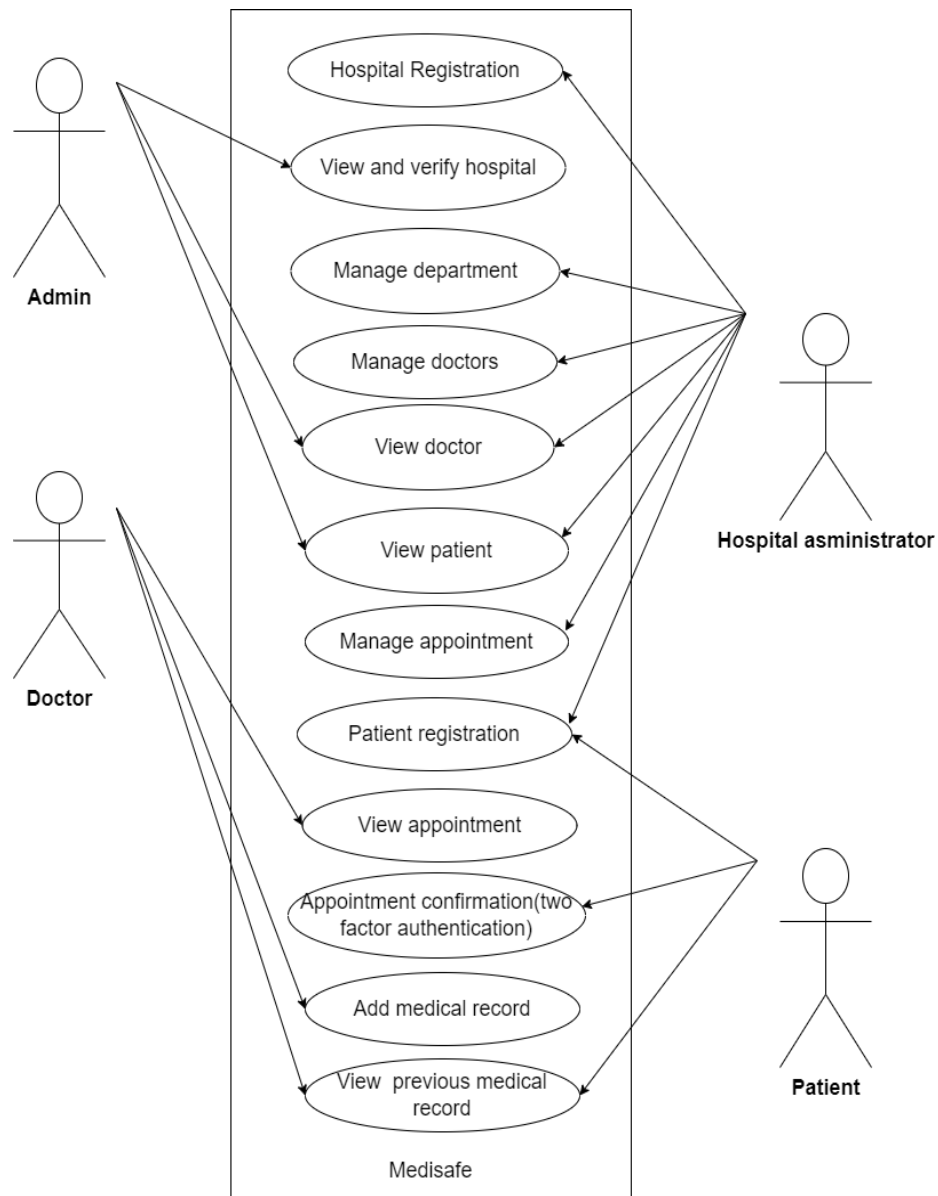 Hospital Registration
View and verify hospital
Admin
Manage department
Manage doctors
View doctor
View patient
Hospital asministrator
Manage appointment
Doctor
Patient registration
View appointment
Appointment confirmation(two
factor authentication)
Add medical record
View previous medical
record
Patient
Medisafe